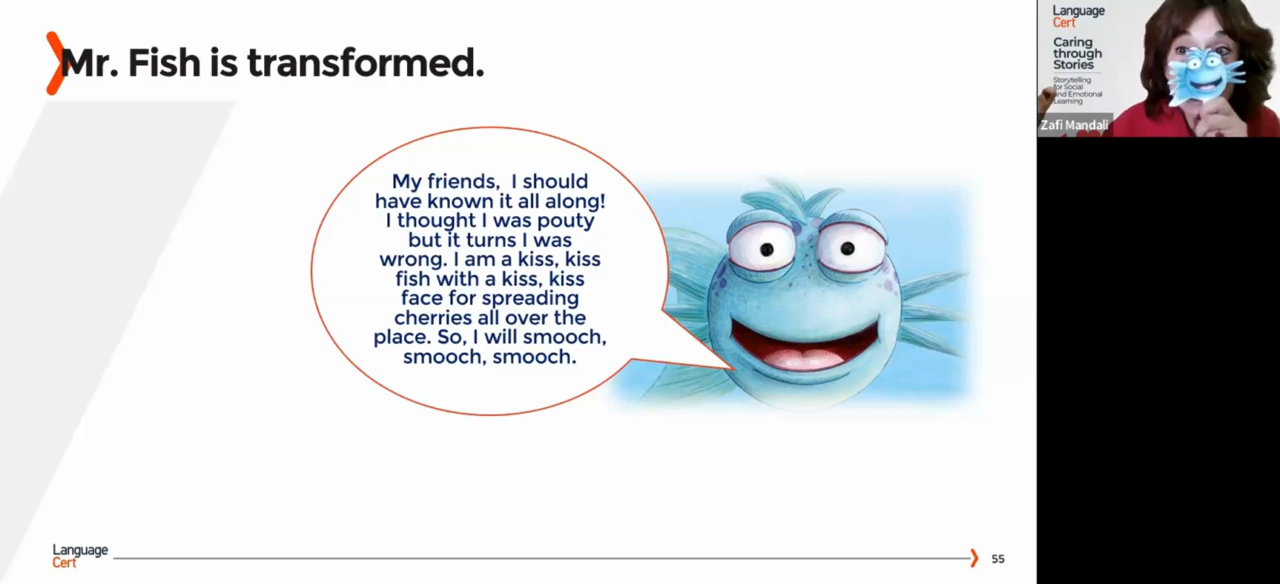 Mr. Fish is transformed.
My friends, I should
have known it all along!
I thought I was pouty
but it turns I was
wrong. I am a kiss, kiss
fish with a kiss, kiss
face for spreading
cherries all over the
place. So, I will smooch,
smooch, smooch.
Language
Cert
55
Language
Cert
Caring
through
Stories
Storytelling
for Social
and Emotional
Learning
Zafi Mandali